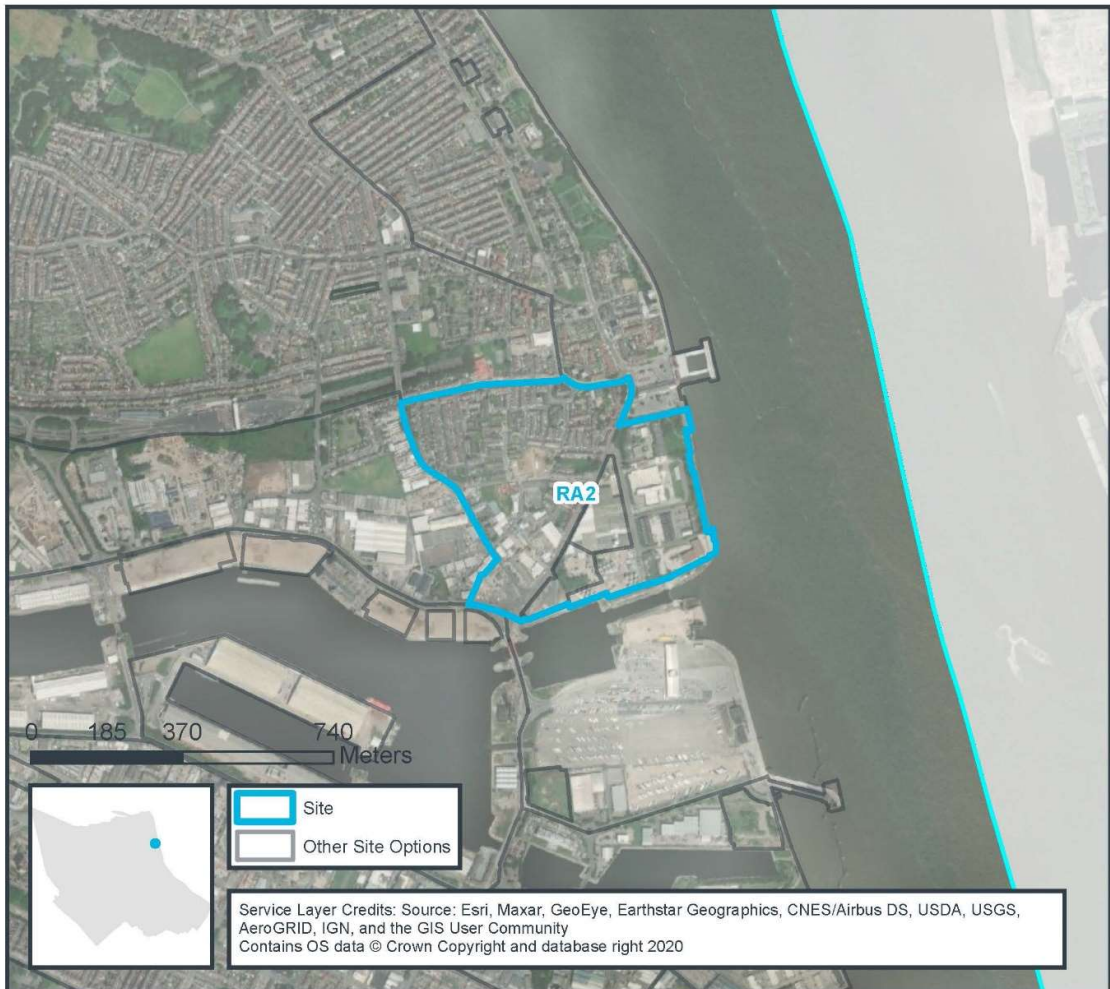 RA2
0 185 370 740
Meters
Site
Other Site Options
Service Layer Credits: Source: Esri, Maxar, GeoEye, Earthstar Geographics, CNES/Airbus DS, USDA, USGS,
AeroGRID, IGN, and the GIS User Community
Contains OS data © Crown Copyright and database right 2020